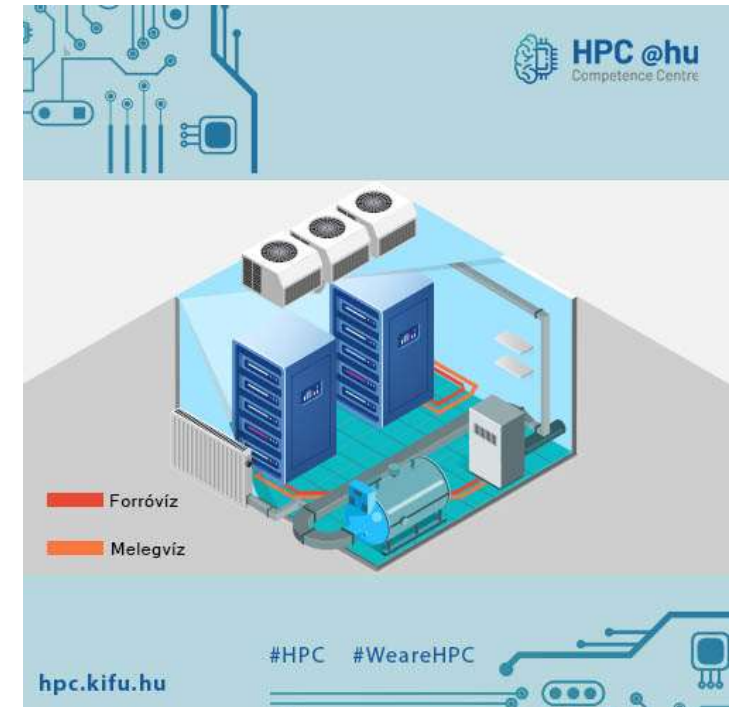 HPC @hu
Competence Centre
Forróvíz
Melegvíz
#HPC #WeareHPC
hpc.kifu.hu